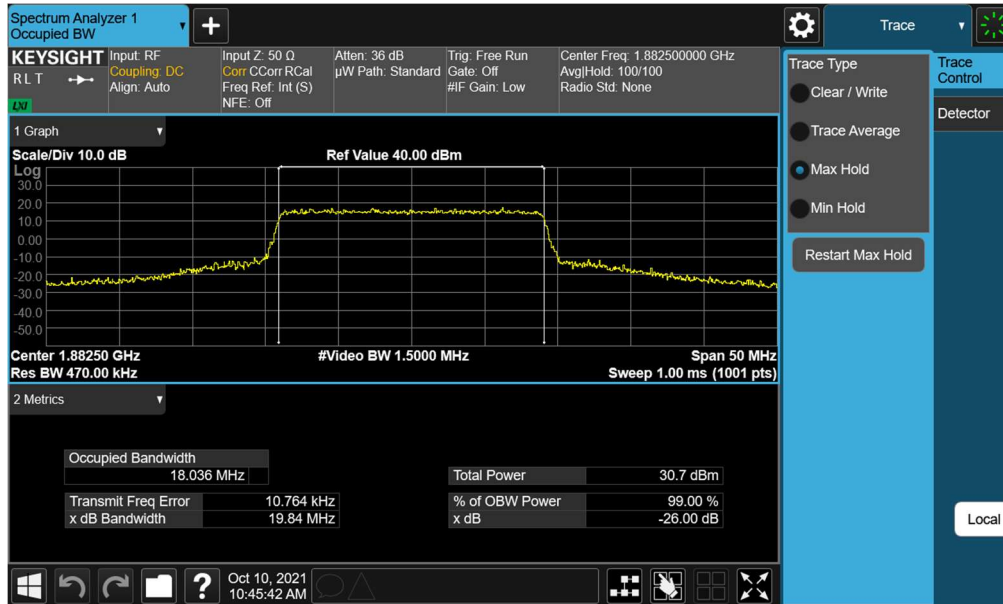 Spectrum Analyzer 1
Occupied BW
+
Trace
KEYSIGHT
R L T
LXI
Input: RF
Coupling: DC
Align: Auto
Input Z: 50 Ω
Corr CCorr RCal
Freq Ref: Int (S)
NFE: Off
Atten: 36 dB
µW Path: Standard
Trig: Free Run
Gate: Off
#IF Gain: Low
Center Freq: 1.882500000 GHz
Avg|Hold: 100/100
Radio Std: None
Trace Type
Clear / Write
Trace Average
Max Hold
Min Hold
Restart Max Hold
Trace
Control
Detector
Local
1 Graph
Scale/Div 10.0 dB
Ref Value 40.00 dBm
Log
30.0
20.0
10.0
0.00
-10.0
-20.0
-30.0
-40.0
-50.0
Center 1.88250 GHz
#Video BW 1.5000 MHz
Span 50 MHz
Res BW 470.00 kHz
Sweep 1.00 ms (1001 pts)
2 Metrics
Occupied Bandwidth
18.036 MHz
Transmit Freq Error 10.764 kHz
x dB Bandwidth 19.84 MHz
Total Power 30.7 dBm
% of OBW Power 99.00 %
x dB -26.00 dB
?
Oct 10, 2021
10:45:42 AM